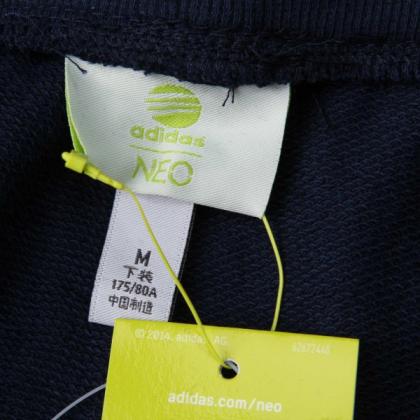 adidas
NEO
M
下装
175/80A
中国制造
© 2014. adidas AG.
adidas.com/neo